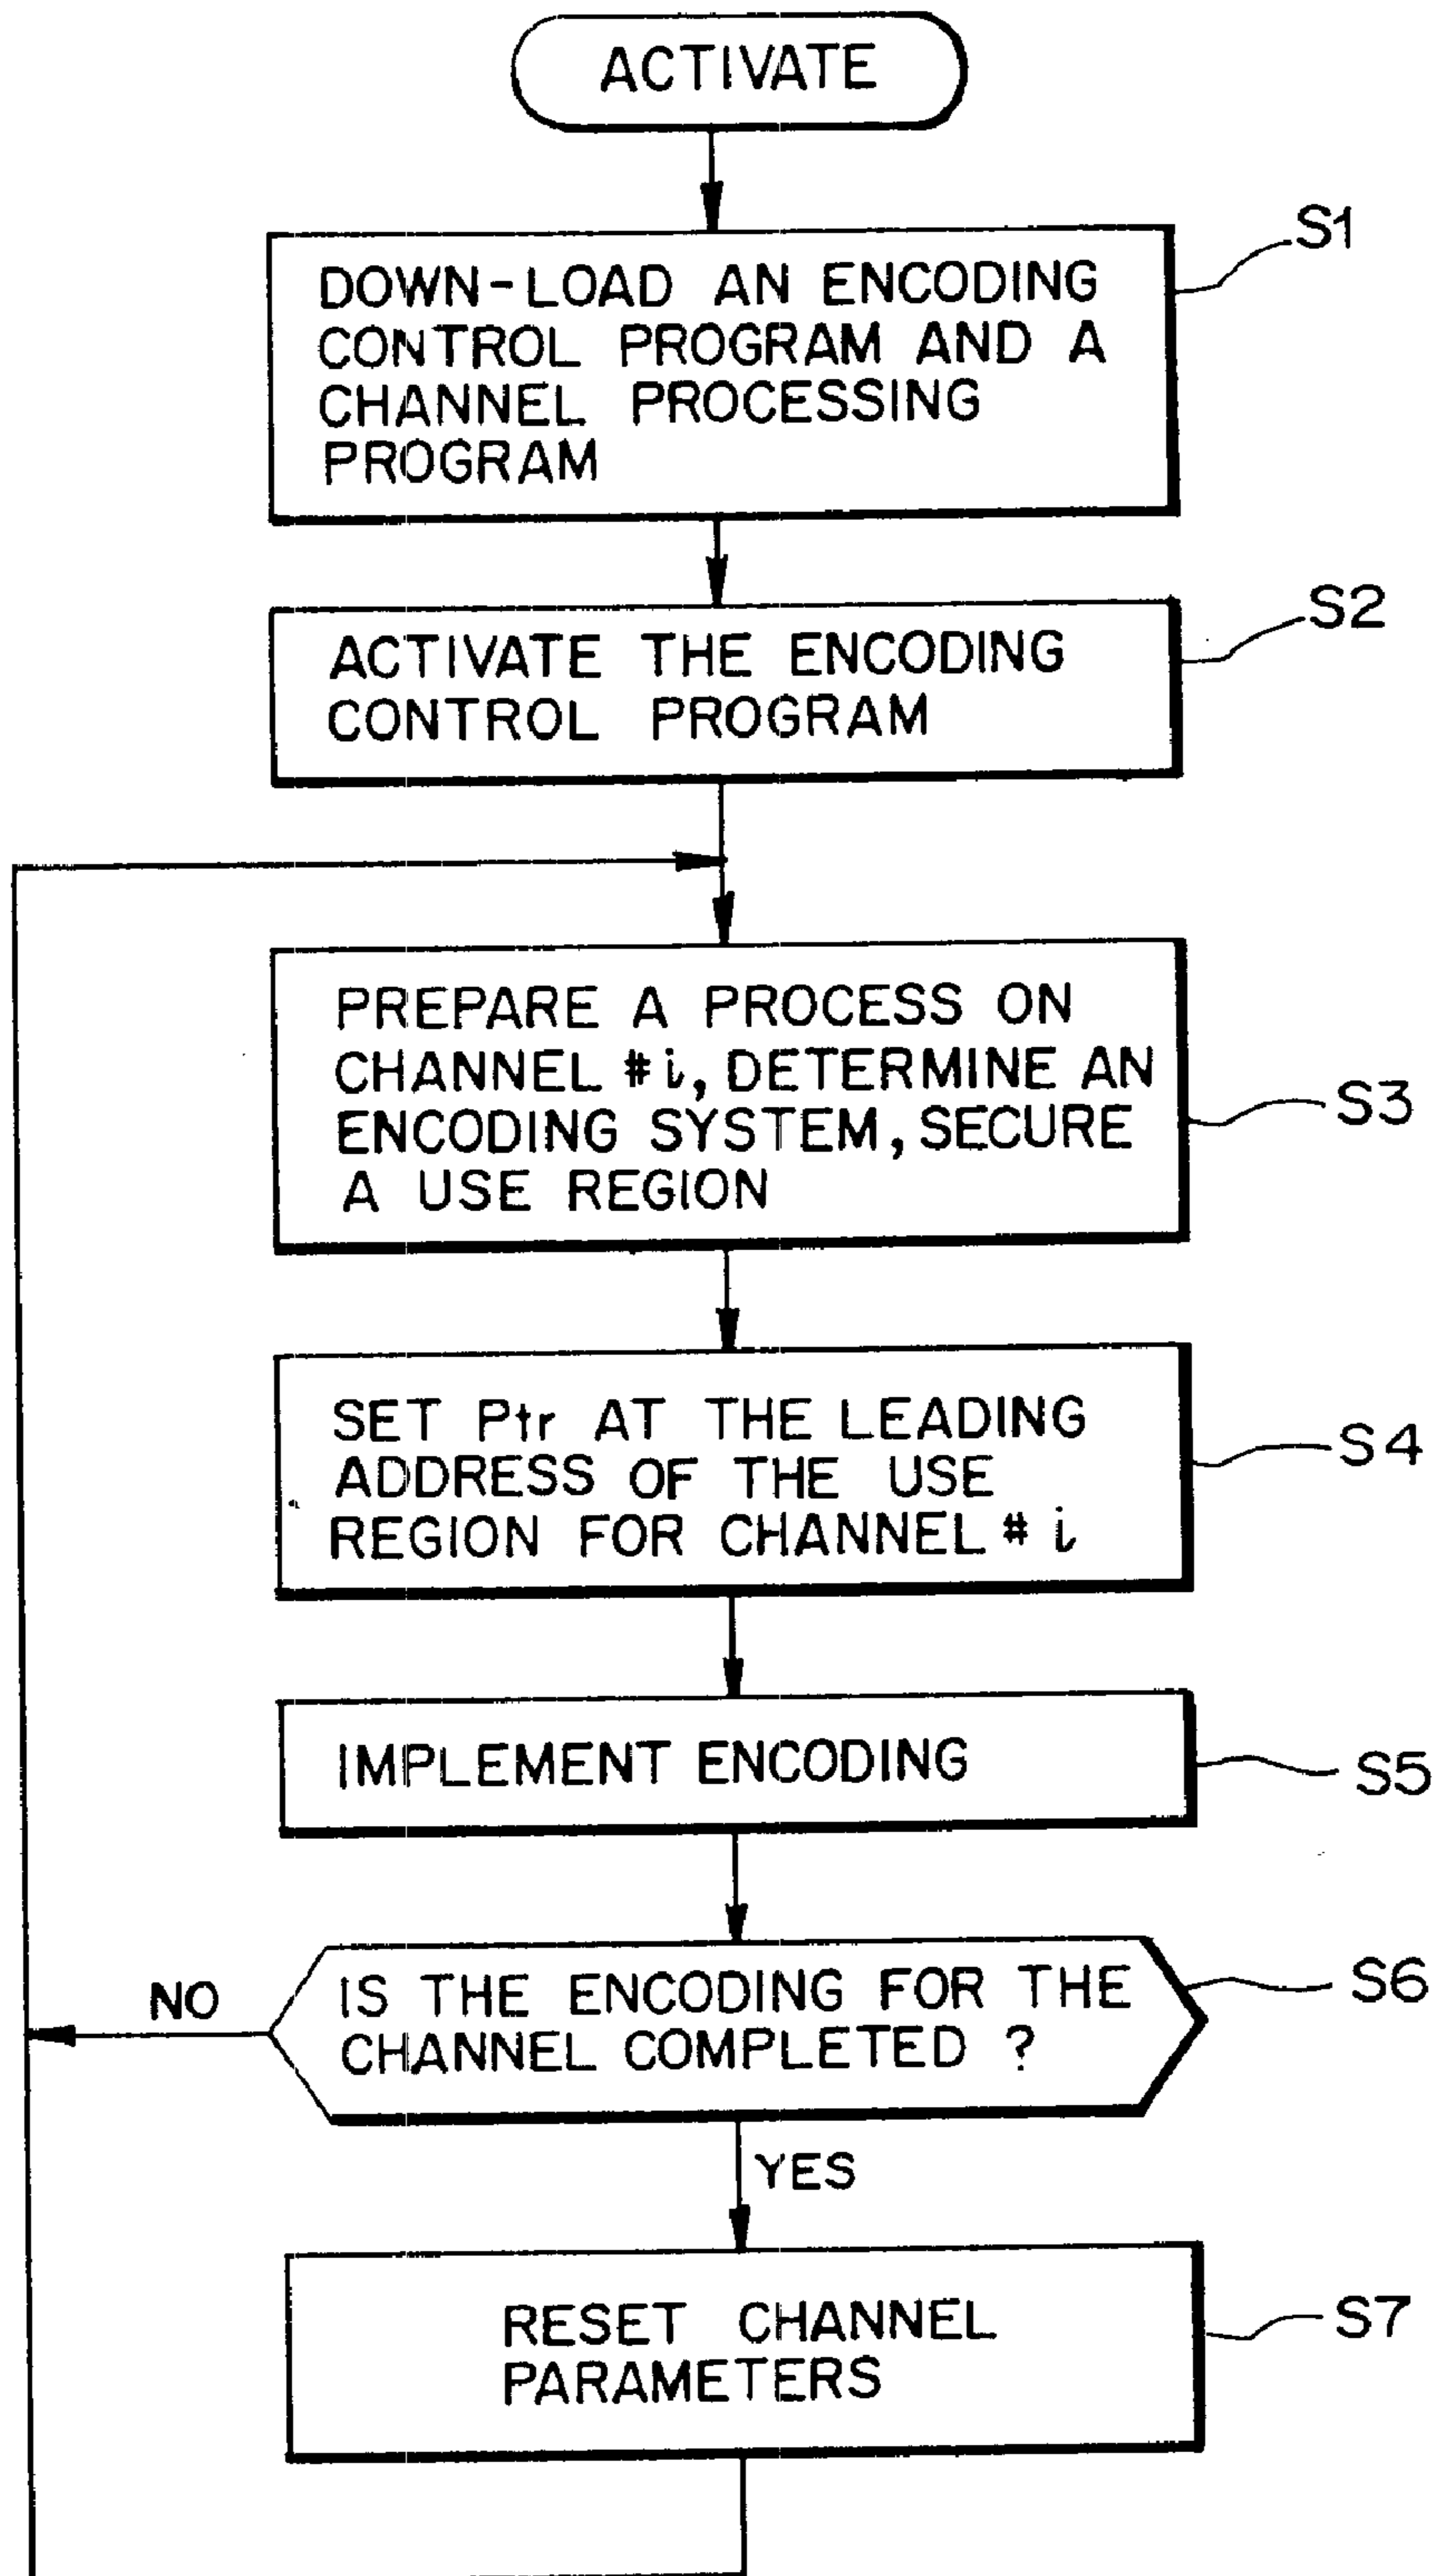 ACTIVATE
S1
DOWN-LOAD AN ENCODING
CONTROL PROGRAM AND A
CHANNEL PROCESSING
PROGRAM
S2
ACTIVATE THE ENCODING
CONTROL PROGRAM
PREPARE A PROCESS ON
CHANNEL #i, DETERMINE AN
ENCODING SYSTEM, SECURE
A USE REGION
S3
SET Ptr AT THE LEADING
ADDRESS OF THE USE
REGION FOR CHANNEL # i
S4
IMPLEMENT ENCODING
S5
IS THE ENCODING FOR THE
CHANNEL COMPLETED ?
S6
NO
YES
RESET CHANNEL
PARAMETERS
S7